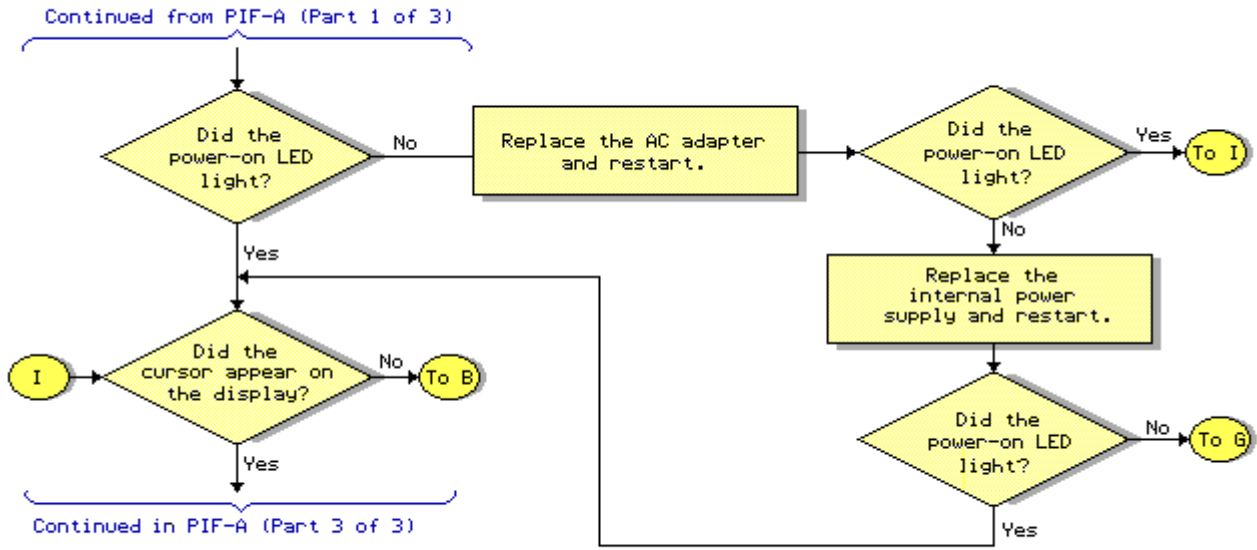 Continued from PIF-A (Part 1 of 3)
Did the
power-on LED
light?
No
Replace the AC adapter
and restart.
Did the
power-on LED
light?
Yes
To I
No
Yes
Replace the
internal power
supply and restart.
I
Did the
cursor appear on
the display?
No
To B
Did the
power-on LED
light?
No
To G
Yes
Yes
Continued in PIF-A (Part 3 of 3)